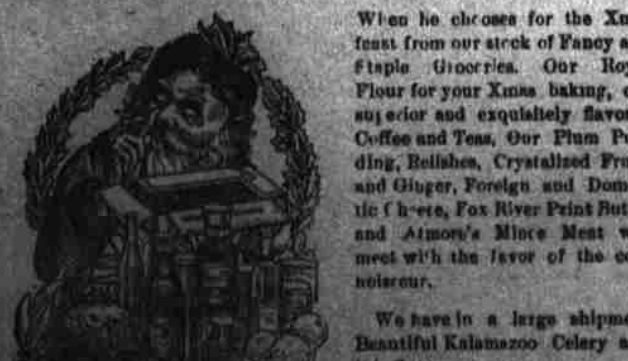 When he chooses for the Xm
feast from our stock of Fancy a
Staple Groceries. Our Roy
Flour for your Xmas baking, o
superior and exquisitely flavor
Coffee and Teas, Our Plum Pu
ding, Relishes, Crystalized Fru
and Ginger, Foreign and Dom
tic Cheese, Fox River Print But
and Atmore's Mince Meat w
meet with the favor of the co
noiseur.
We have in a large shipme
Beautiful Kalamazoo Celery a